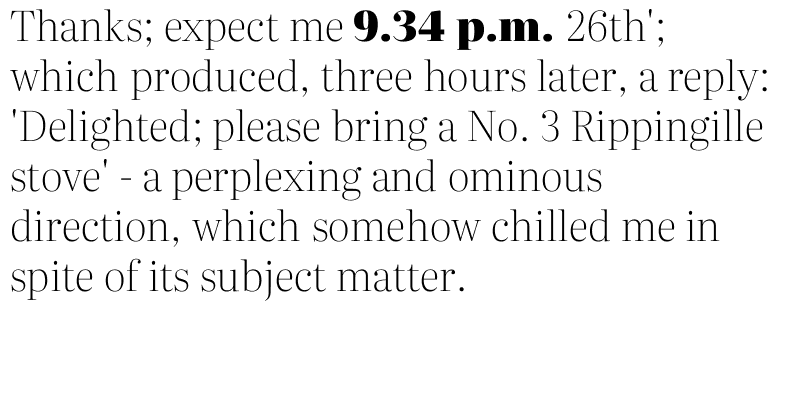 Thanks; expect me 9.34 p.m. 26th';
which produced, three hours later, a reply:
'Delighted; please bring a No. 3 Rippingille
stove' - a perplexing and ominous
direction, which somehow chilled me in
spite of its subject matter.